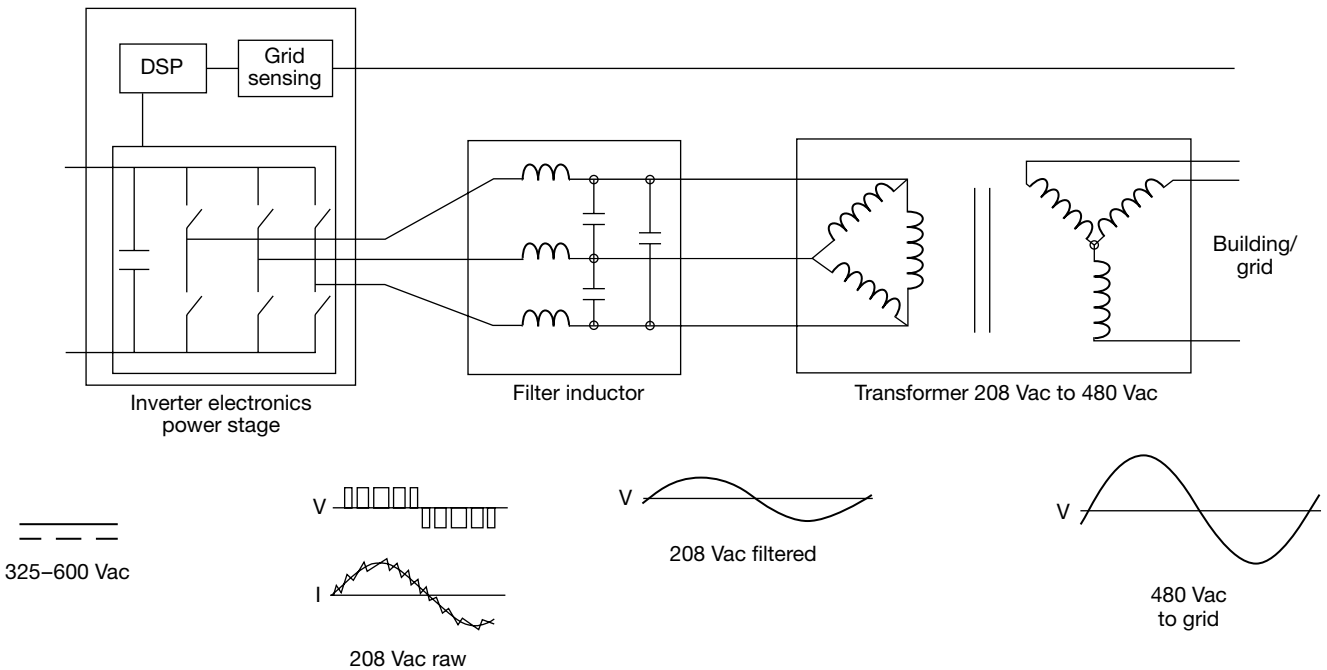 DSP
Grid
sensing
Building/
grid
Inverter electronics
power stage
Filter inductor
Transformer 208 Vac to 480 Vac
V
I
V
V
325–600 Vac
208 Vac raw
208 Vac filtered
480 Vac
to grid